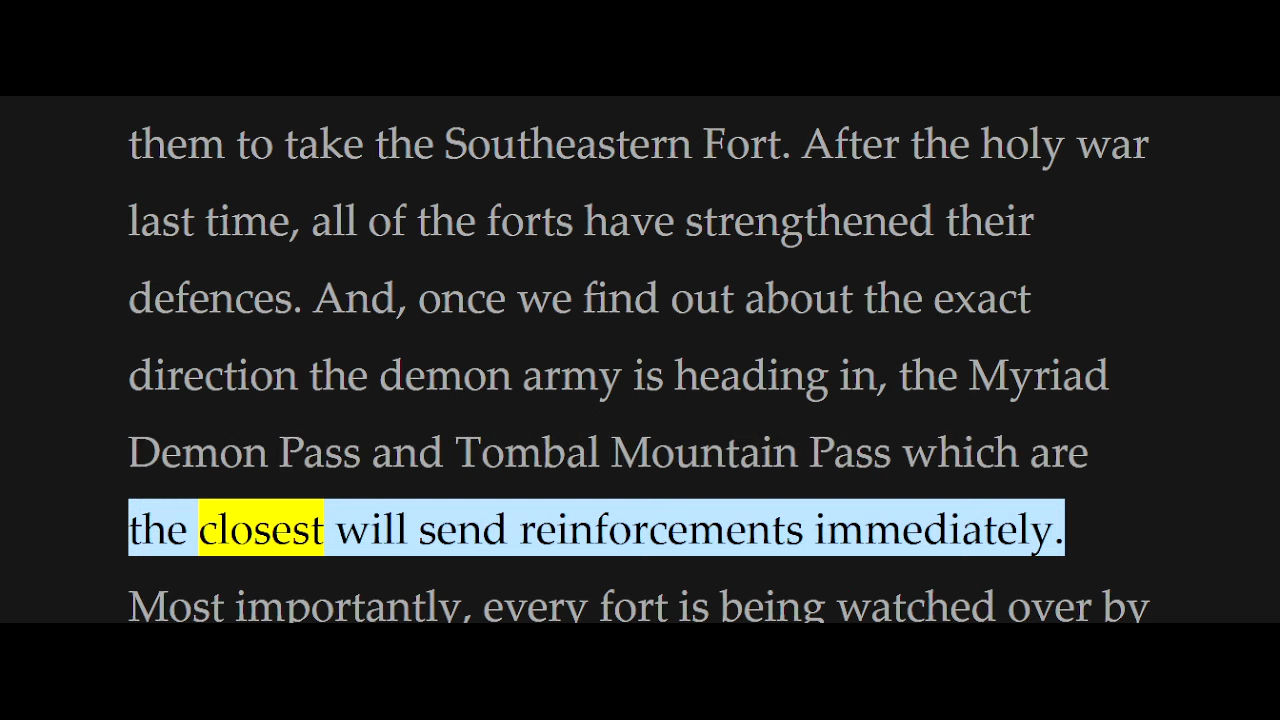 them to take the Southeastern Fort. After the holy war
last time, all of the forts have strengthened their
defences. And, once we find out about the exact
direction the demon army is heading in, the Myriad
Demon Pass and Tombal Mountain Pass which are
the closest will send reinforcements immediately.
Most importantly, every fort is being watched over by